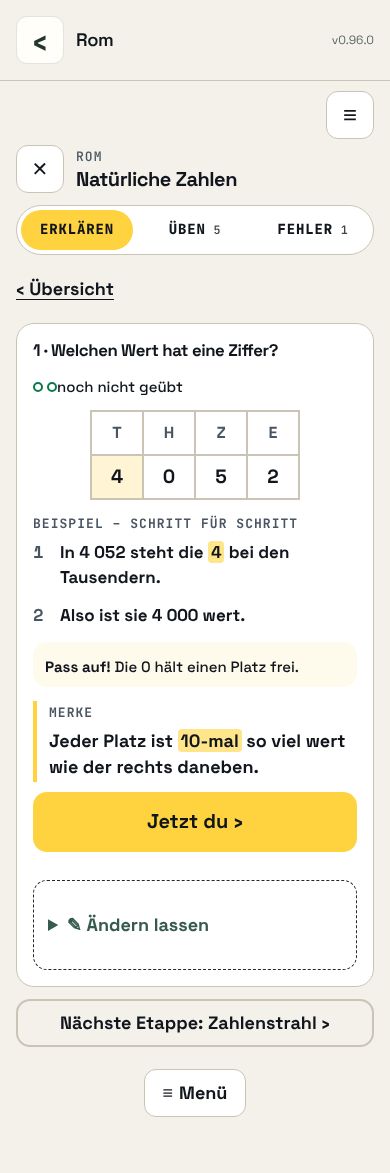 < Rom v0.96.0
≡
✕ ROM
Natürliche Zahlen
ERKLÄREN ÜBEN 5 FEHLER 1
< Übersicht
1 · Welchen Wert hat eine Ziffer?
noch nicht geübt
T H Z E
4 0 5 2
BEISPIEL – SCHRITT FÜR SCHRITT
1 In 4 052 steht die 4 bei den
Tausendern.
2 Also ist sie 4 000 wert.
Pass auf! Die 0 hält einen Platz frei.
MERKE
Jeder Platz ist 10-mal so viel wert
wie der rechts daneben.
Jetzt du >
▶ ✎ Ändern lassen
Nächste Etappe: Zahlenstrahl >
≡ Menü